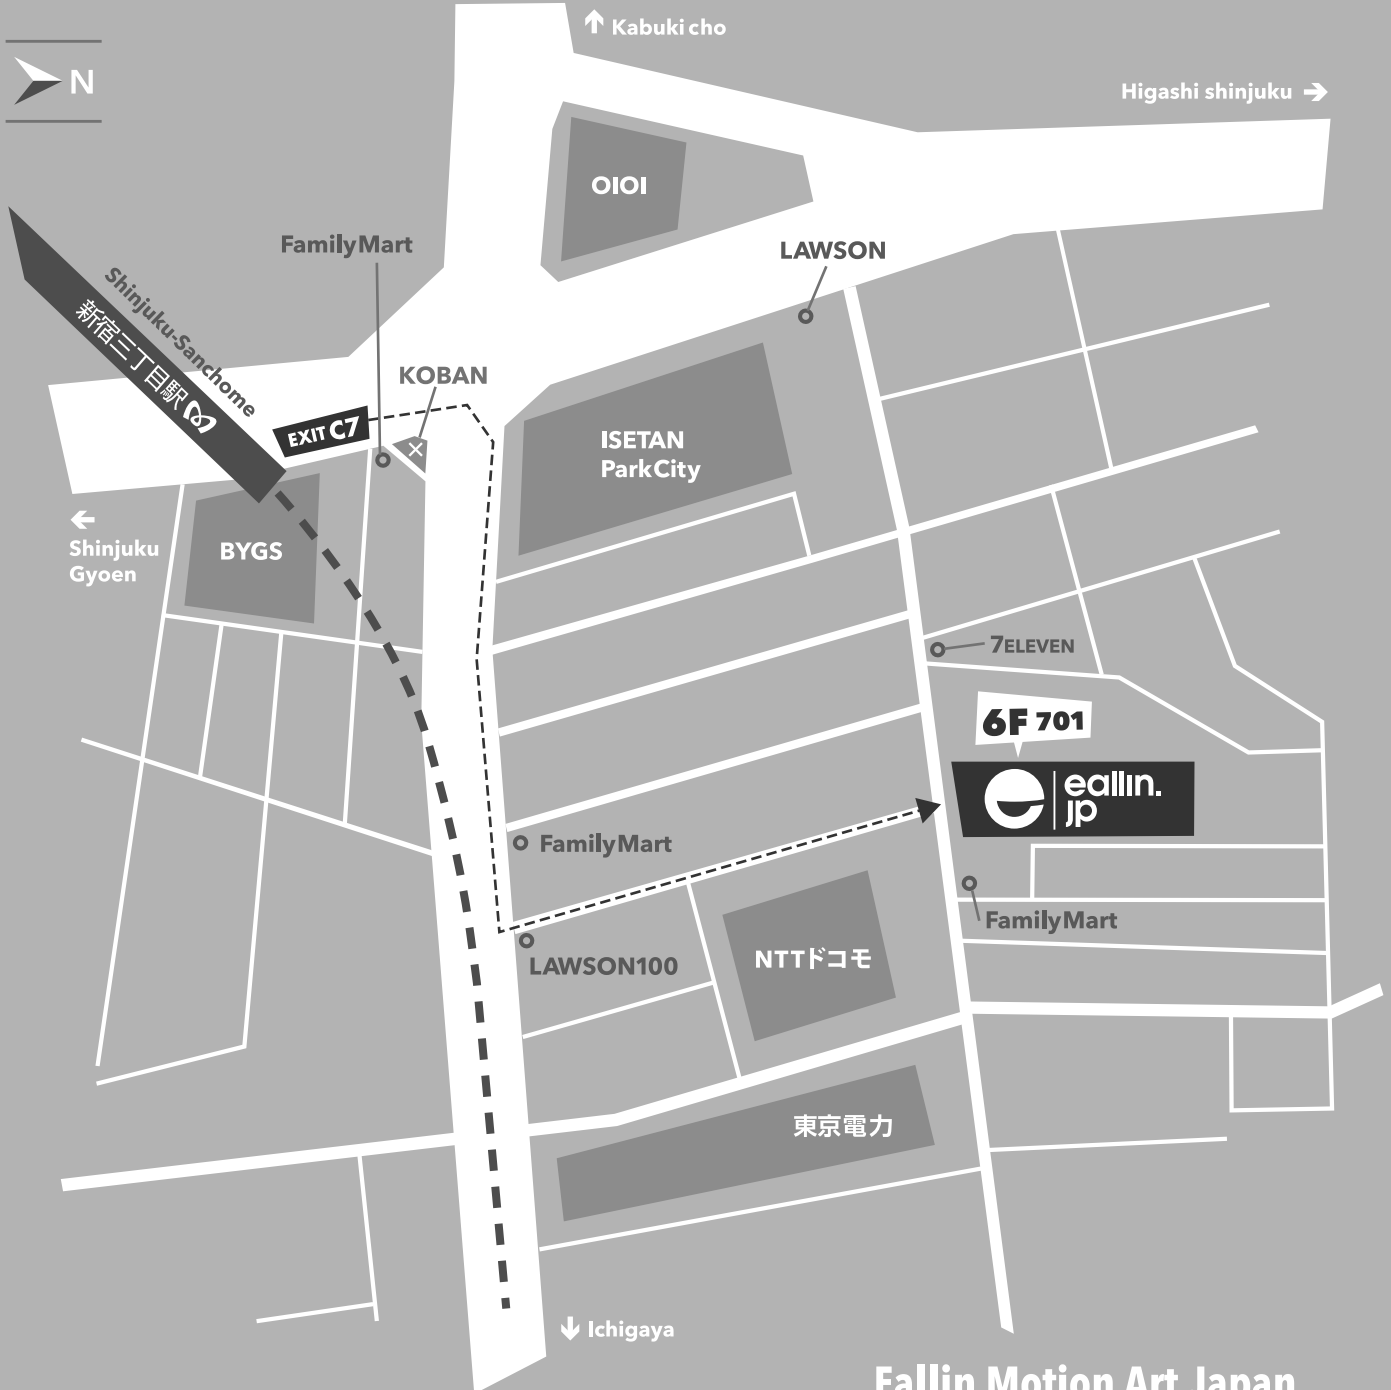 Kabuki cho
N
Higashi shinjuku
OIOI
FamilyMart
LAWSON
Shinjuku-Sanchome
新宿三丁目駅
KOBAN
EXIT C7
ISETAN
ParkCity
Shinjuku
Gyoen
BYGS
7ELEVEN
6F 701
eallin.
jp
FamilyMart
FamilyMart
LAWSON100
NTTドコモ
東京電力
Ichigaya
Eallin Motion Art Japan